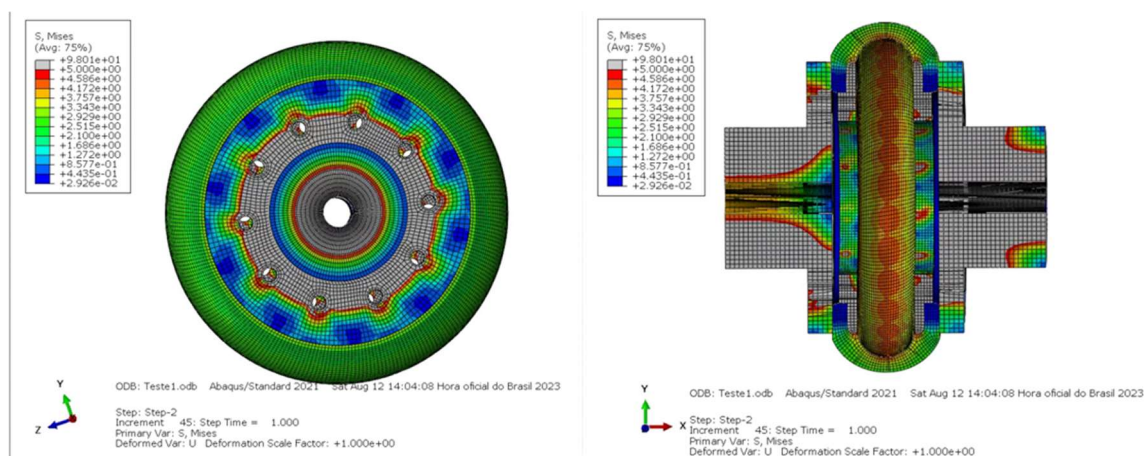 S, Mises
(Avg: 75%)
+9.801e+01
+5.000e+00
+4.586e+00
+4.172e+00
+3.757e+00
+3.343e+00
+2.929e+00
+2.515e+00
+2.100e+00
+1.686e+00
+1.272e+00
+8.577e-01
+4.435e-01
+2.926e-02
Y
Z
ODB: Teste1.odb Abaqus/Standard 2021 Sat Aug 12 14:04:08 Hora oficial do Brasil 2023
Step: Step-2
Increment 45: Step Time = 1.000
Primary Var: S, Mises
Deformed Var: U Deformation Scale Factor: +1.000e+00
S, Mises
(Avg: 75%)
+9.801e+01
+5.000e+00
+4.586e+00
+4.172e+00
+3.757e+00
+3.343e+00
+2.929e+00
+2.515e+00
+2.100e+00
+1.686e+00
+1.272e+00
+8.577e-01
+4.435e-01
+2.926e-02
Y
X
ODB: Teste1.odb Abaqus/Standard 2021 Sat Aug 12 14:04:08 Hora oficial do Brasil 2023
Step: Step-2
Increment 45: Step Time = 1.000
Primary Var: S, Mises
Deformed Var: U Deformation Scale Factor: +1.000e+00